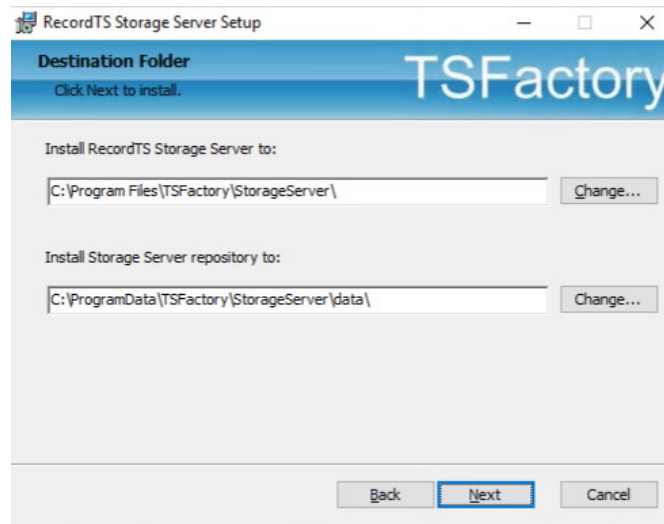 RecordTS Storage Server Setup
Destination Folder
Click Next to install.
TSFactory
Install RecordTS Storage Server to:
C:\Program Files\TSFactory\StorageServer\
Change...
Install Storage Server repository to:
C:\ProgramData\TSFactory\StorageServer\data\
Change...
Back Next Cancel